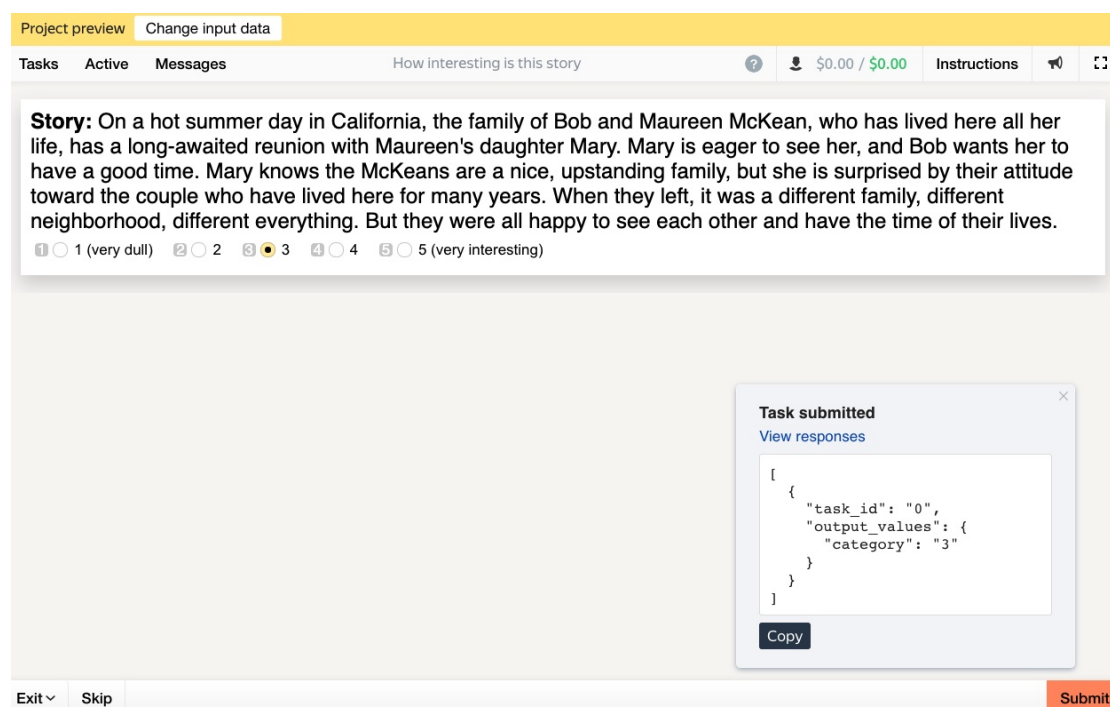 Project preview Change input data
Tasks Active Messages How interesting is this story ? $0.00 / $0.00 Instructions
Story: On a hot summer day in California, the family of Bob and Maureen McKean, who has lived here all her
life, has a long-awaited reunion with Maureen's daughter Mary. Mary is eager to see her, and Bob wants her to
have a good time. Mary knows the McKeans are a nice, upstanding family, but she is surprised by their attitude
toward the couple who have lived here for many years. When they left, it was a different family, different
neighborhood, different everything. But they were all happy to see each other and have the time of their lives.
1 1 (very dull) 2 2 3 3 4 4 5 5 (very interesting)
Task submitted
View responses
[
{
"task_id": "0",
"output_values": {
"category": "3"
}
}
]
Copy
Exit Skip Submit